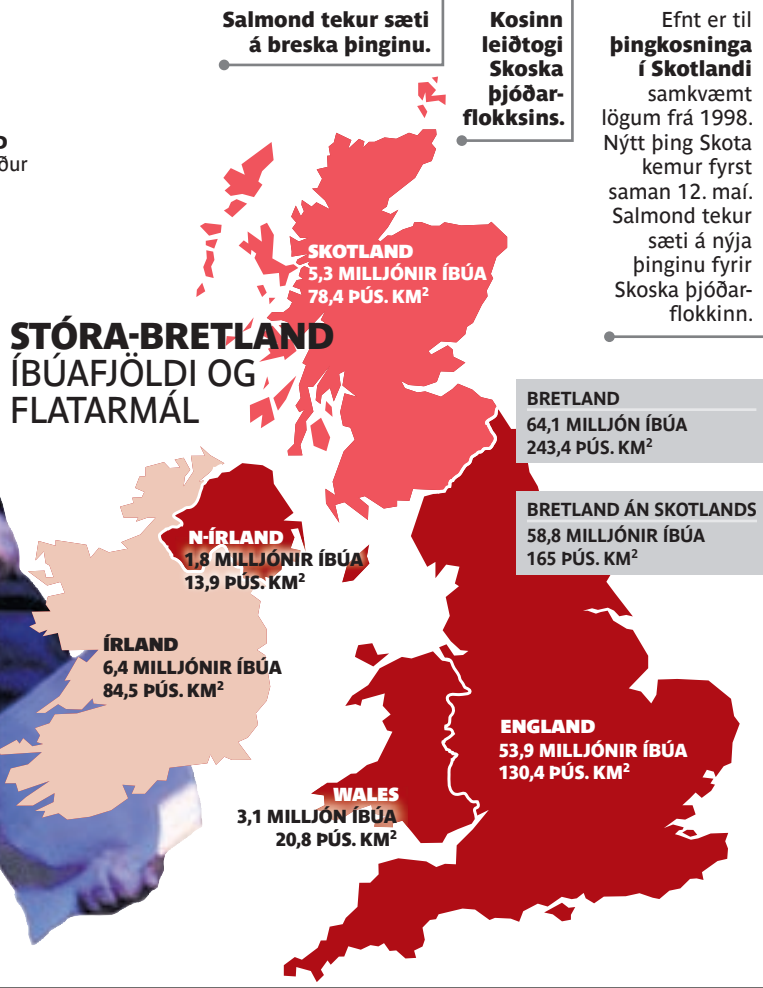 Salmond tekur sæti
á breska þinginu.
Kosinn
leiðtogi
Skoska
þjóðar-
flokksins.
Efnt er til
þingkosninga
í Skotlandi
samkvæmt
lögum frá 1998.
Nýtt þing Skota
kemur fyrst
saman 12. maí.
Salmond tekur
sæti á nýja
þinginu fyrir
Skoska þjóðar-
flokkinn.
STÓRA-BRETLAND
ÍBÚAFJÖLDI OG
FLATARMÁL
SKOTLAND
5,3 MILLJÓNIR ÍBÚA
78,4 ÞÚS. KM²
BRETLAND
64,1 MILLJÓN ÍBÚA
243,4 ÞÚS. KM²
BRETLAND ÁN SKOTLANDS
58,8 MILLJÓNIR ÍBÚA
165 ÞÚS. KM²
N-ÍRLAND
1,8 MILLJÓNIR ÍBÚA
13,9 ÞÚS. KM²
ÍRLAND
6,4 MILLJÓNIR ÍBÚA
84,5 ÞÚS. KM²
ENGLAND
53,9 MILLJÓNIR ÍBÚA
130,4 ÞÚS. KM²
WALES
3,1 MILLJÓN ÍBÚA
20,8 ÞÚS. KM²